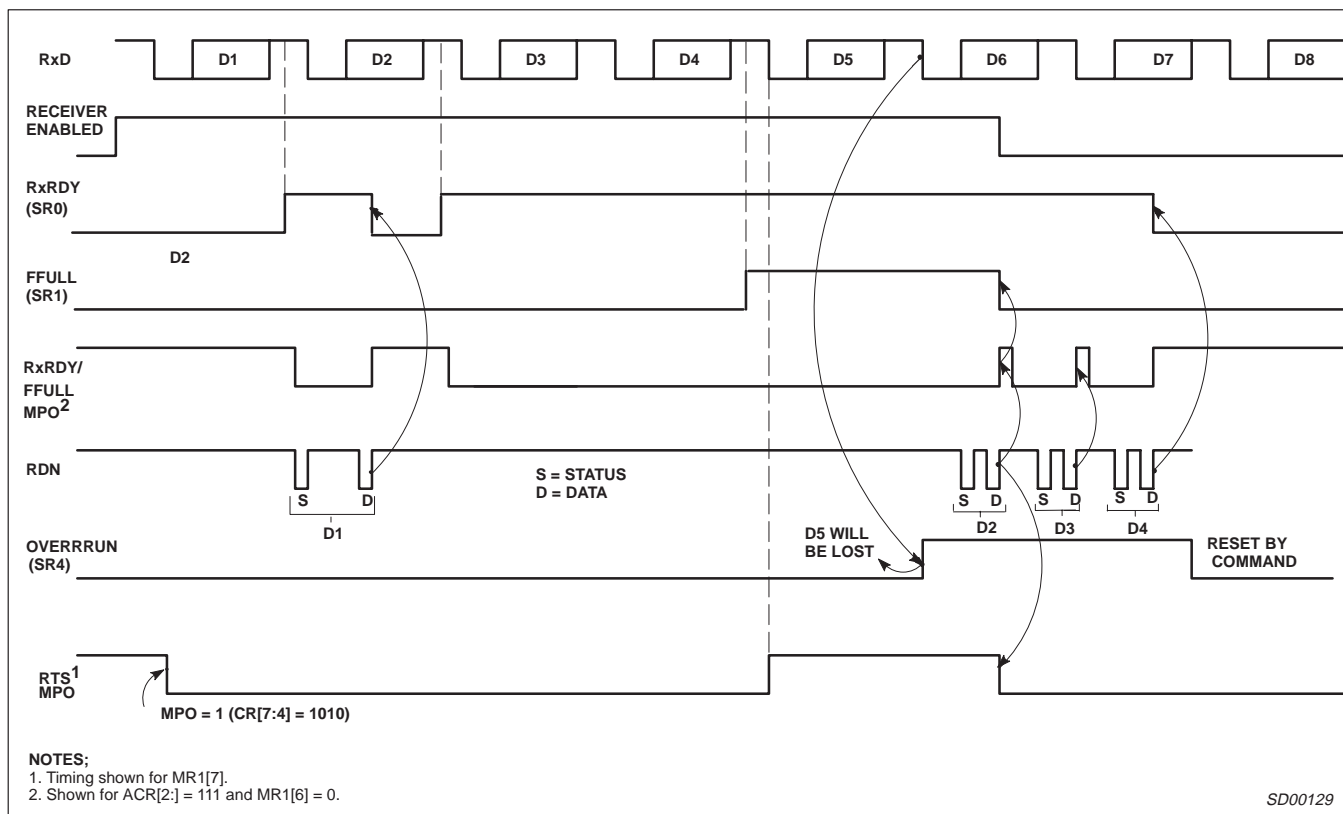 RxD
D1
D2
D3
D4
D5
D6
D7
D8
RECEIVER
ENABLED
RxRDY
(SR0)
D2
FFULL
(SR1)
RxRDY/
FFULL
MPO2
RDN
S
D
D1
S = STATUS
D = DATA
S
D
D2
S
D
D3
S
D
D4
OVERRRUN
(SR4)
D5 WILL
BE LOST
RESET BY
COMMAND
RTS1
MPO
MPO = 1 (CR[7:4] = 1010)
NOTES;
1. Timing shown for MR1[7].
2. Shown for ACR[2:] = 111 and MR1[6] = 0.
SD00129